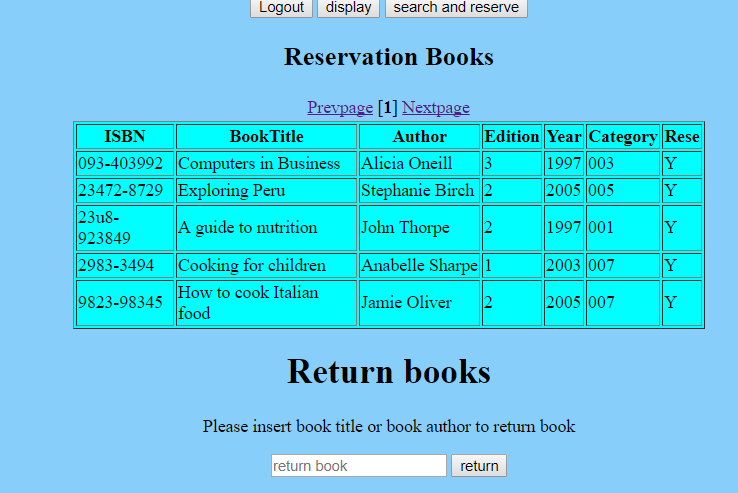 Logout display search and reserve
Reservation Books
Prevpage [1] Nextpage
ISBN BookTitle Author Edition Year Category Rese
093-403992 Computers in Business Alicia Oneill 3 1997 003 Y
23472-8729 Exploring Peru Stephanie Birch 2 2005 005 Y
23u8-
923849 A guide to nutrition John Thorpe 2 1997 001 Y
2983-3494 Cooking for children Anabelle Sharpe 1 2003 007 Y
9823-98345 How to cook Italian
food Jamie Oliver 2 2005 007 Y
Return books
Please insert book title or book author to return book
return book return